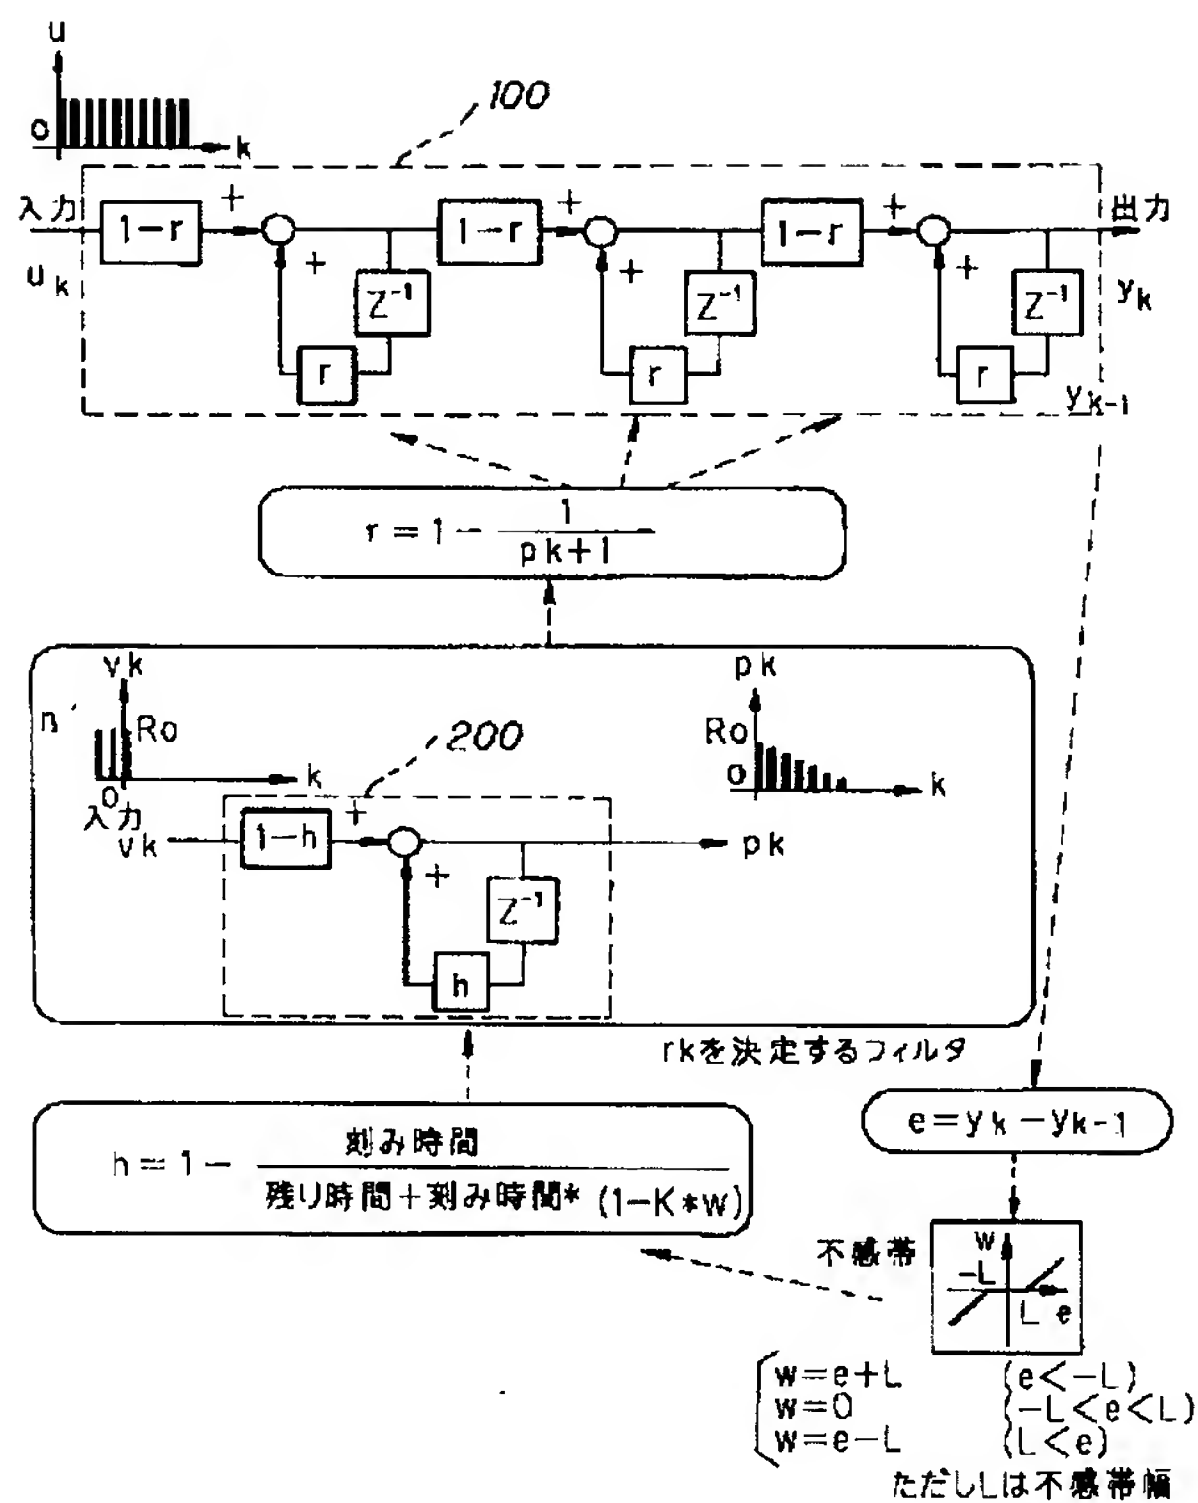 u
100
0
k
入力
1-r
+
1-r
+
1-r
+
出力
uk
+
Z⁻¹
+
Z⁻¹
+
Z⁻¹
yk
r
r
r
yk-1
r = 1 - 1/(pk+1)
vk
pk
n
Ro
200
Ro
0
k
k
0
入力
+
vk
1-h
pk
+
Z⁻¹
h
rkを決定するフィルタ
h = 1 - 刻み時間/(残り時間+刻み時間*(1-K*w))
e=yk-yk-1
不感帯
w
-L
L
e
w=e+L (e<-L)
w=0 (-L<e<L)
w=e-L (L<e)
ただしLは不感帯幅